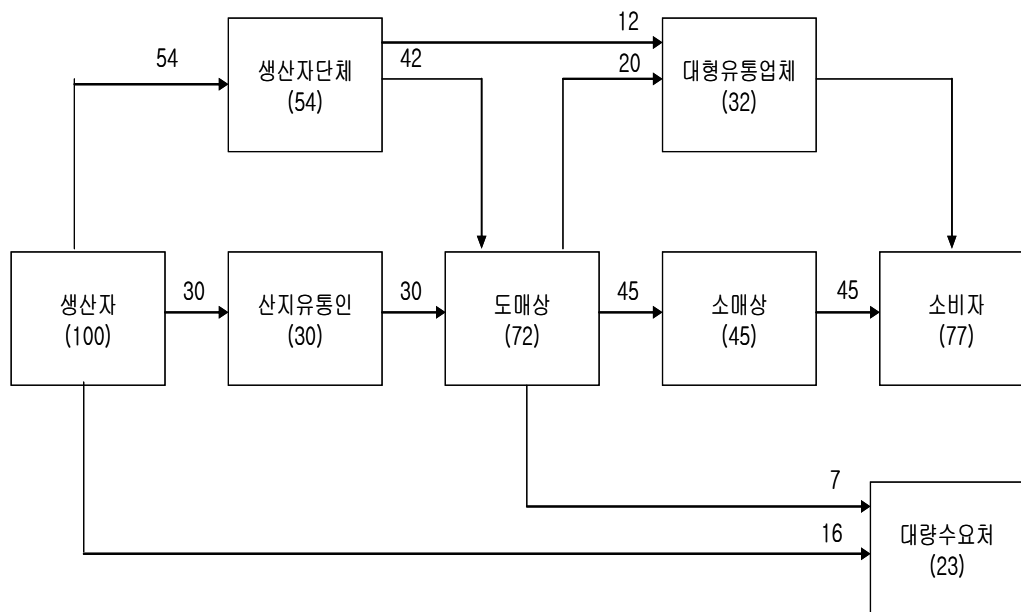 12
54
생산자단체
(54)
42
20
대형유통업체
(32)
생산자
(100)
30
산지유통인
(30)
30
도매상
(72)
45
소매상
(45)
45
소비자
(77)
7
16
대량수요처
(23)